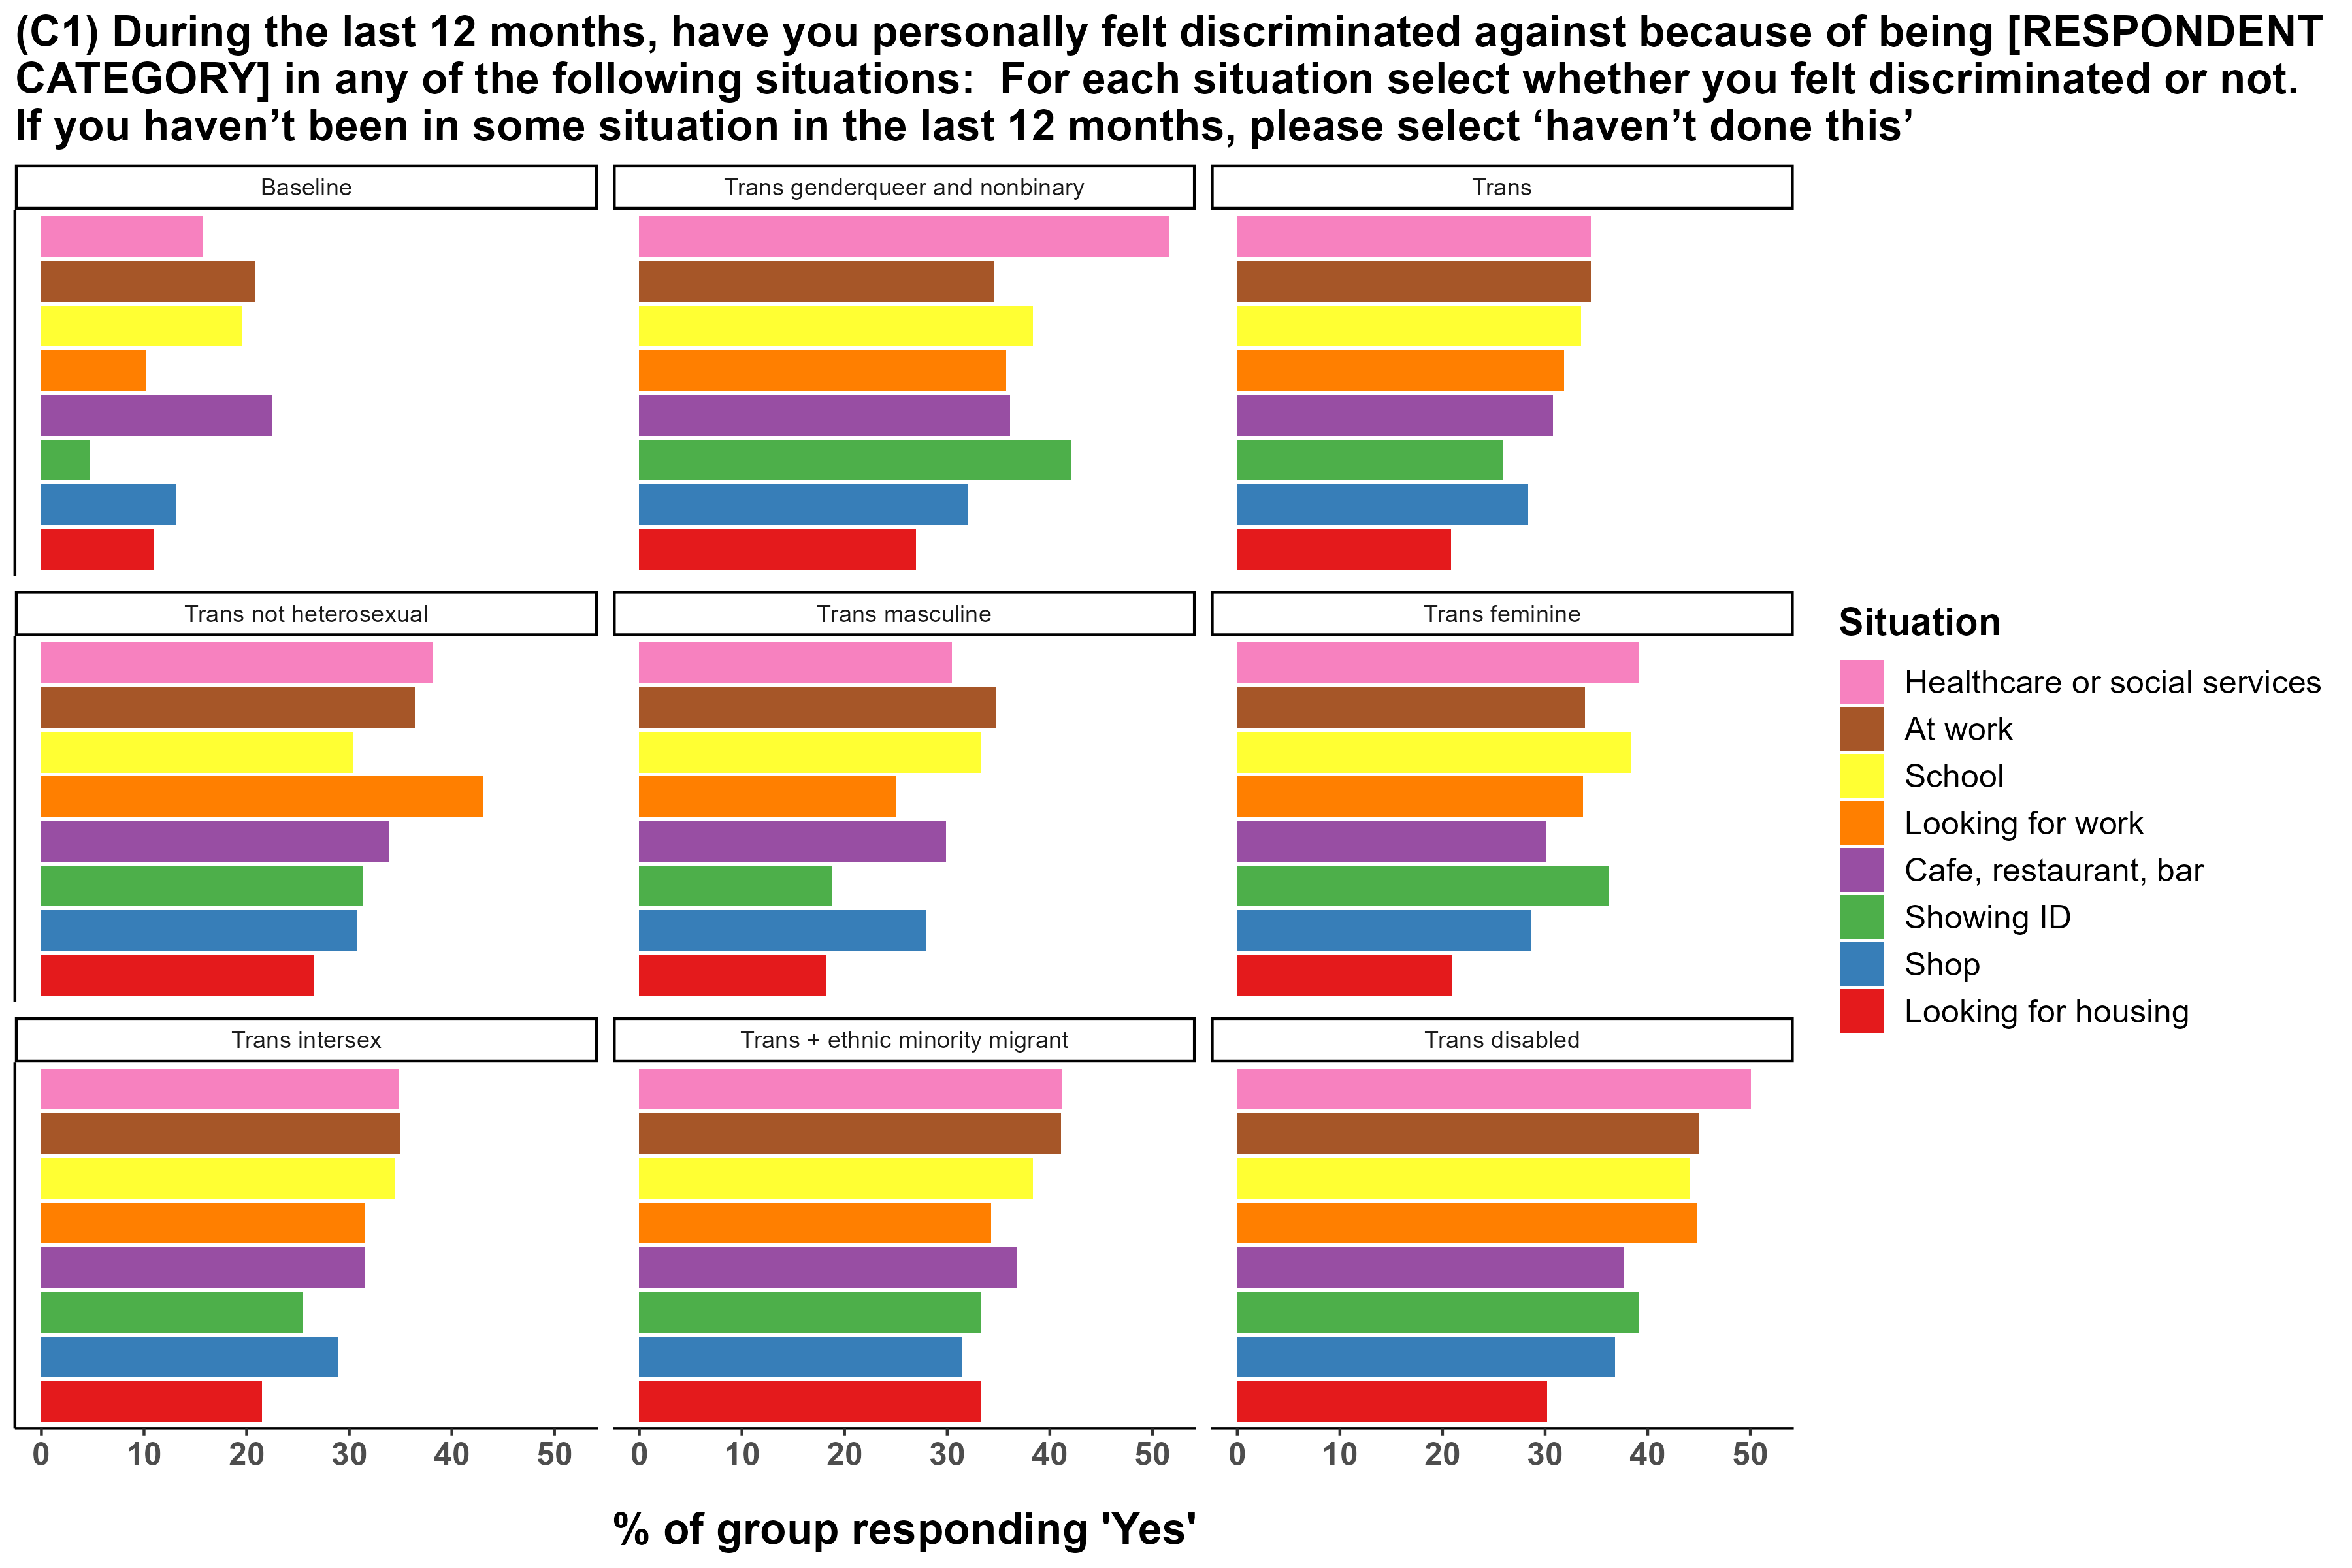 (C1) During the last 12 months, have you personally felt discriminated against because of being [RESPONDENT
CATEGORY] in any of the following situations:  For each situation select whether you felt discriminated or not.
If you haven’t been in some situation in the last 12 months, please select ‘haven’t done this’
Baseline
Trans genderqueer and nonbinary
Trans
Trans not heterosexual
Trans masculine
Trans feminine
Trans intersex
Trans + ethnic minority migrant
Trans disabled
0 10 20 30 40 50
0 10 20 30 40 50
0 10 20 30 40 50
% of group responding 'Yes'
Situation
Healthcare or social services
At work
School
Looking for work
Cafe, restaurant, bar
Showing ID
Shop
Looking for housing